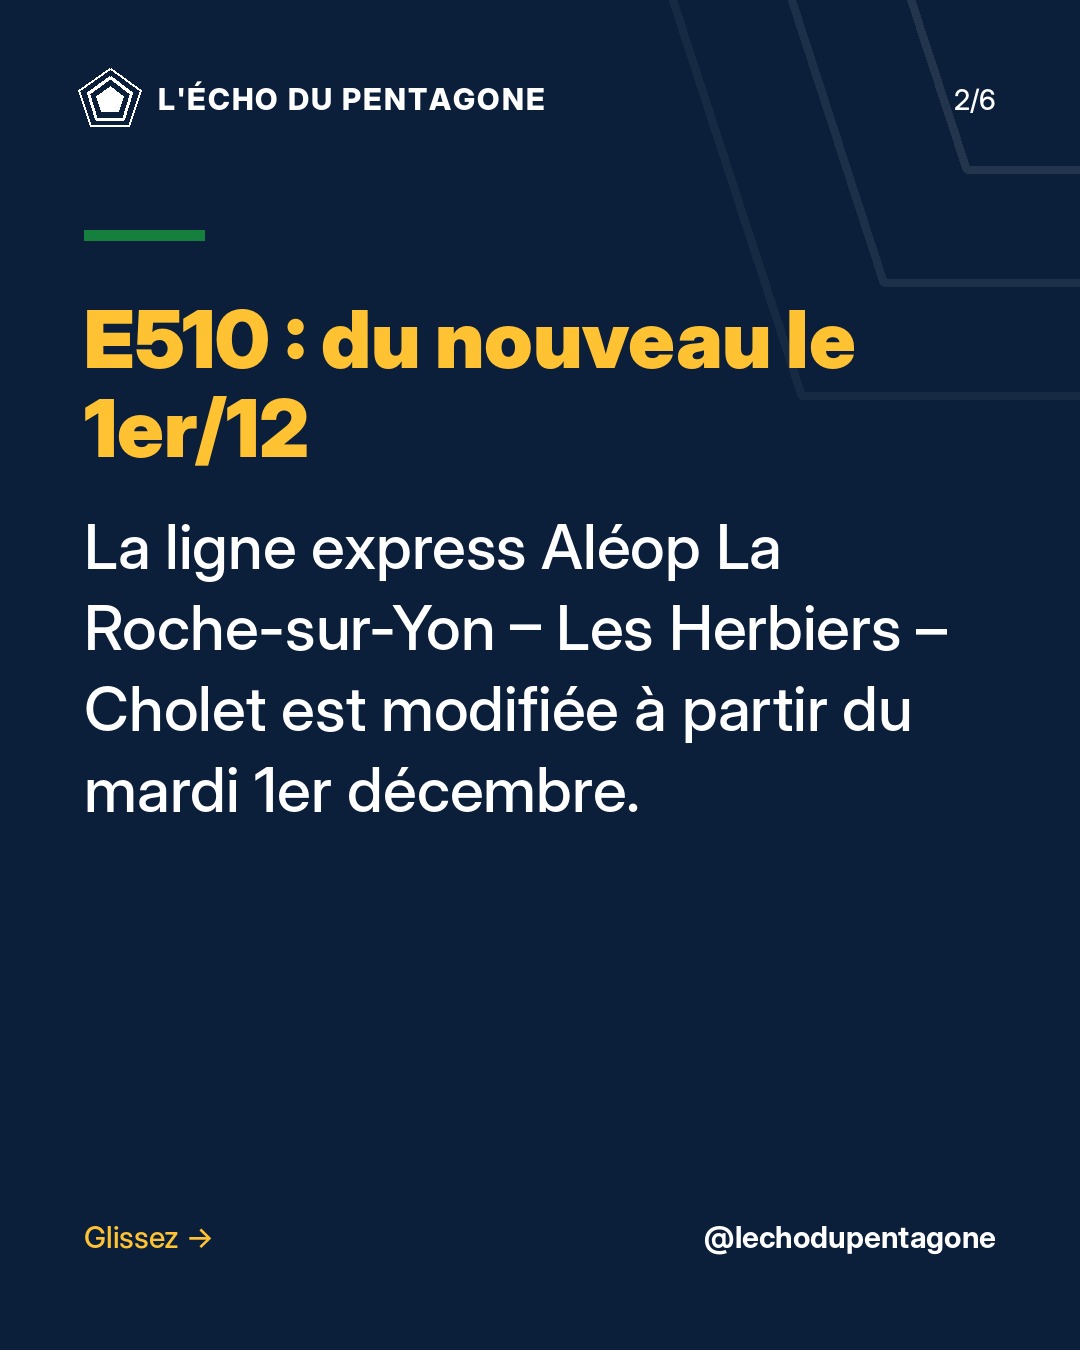 L'ÉCHO DU PENTAGONE
2/6
E510 : du nouveau le
1er/12
La ligne express Aléop La
Roche-sur-Yon – Les Herbiers –
Cholet est modifiée à partir du
mardi 1er décembre.
Glissez →
@lechodupentagone